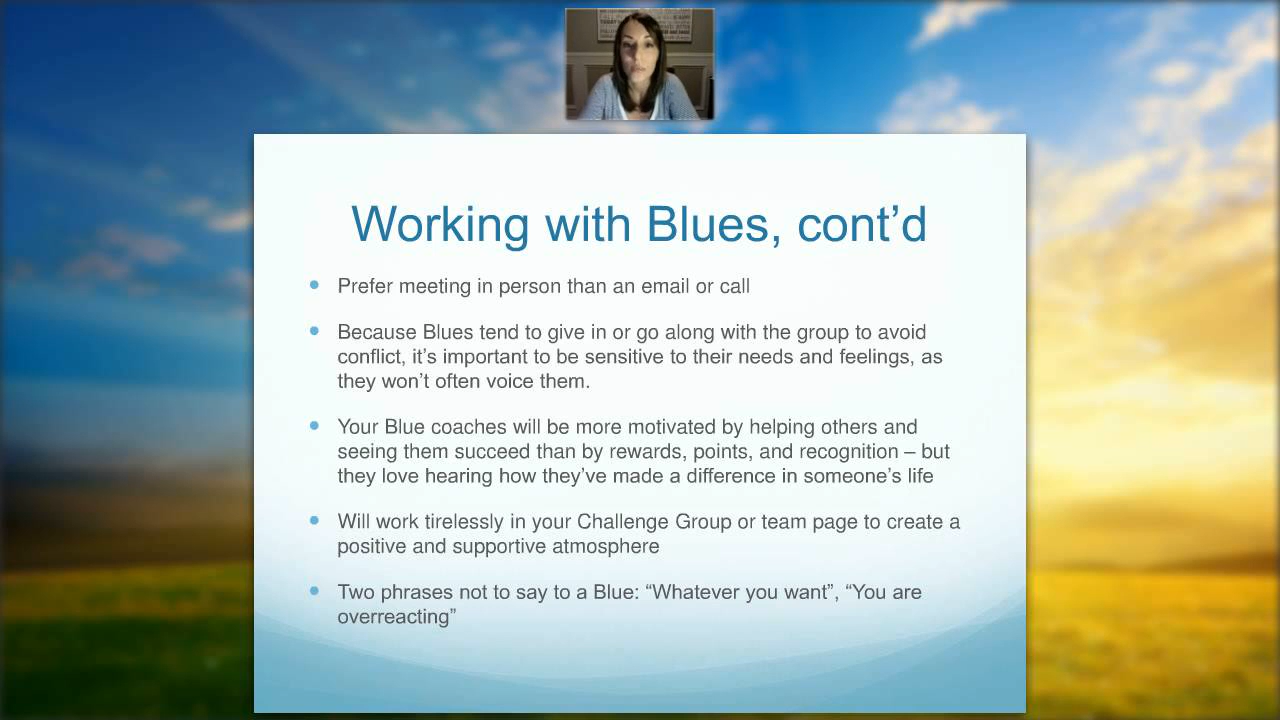 Working with Blues, cont’d
• Prefer meeting in person than an email or call
• Because Blues tend to give in or go along with the group to avoid
conflict, it’s important to be sensitive to their needs and feelings, as
they won’t often voice them.
• Your Blue coaches will be more motivated by helping others and
seeing them succeed than by rewards, points, and recognition – but
they love hearing how they’ve made a difference in someone’s life
• Will work tirelessly in your Challenge Group or team page to create a
positive and supportive atmosphere
• Two phrases not to say to a Blue: “Whatever you want”, “You are
overreacting”